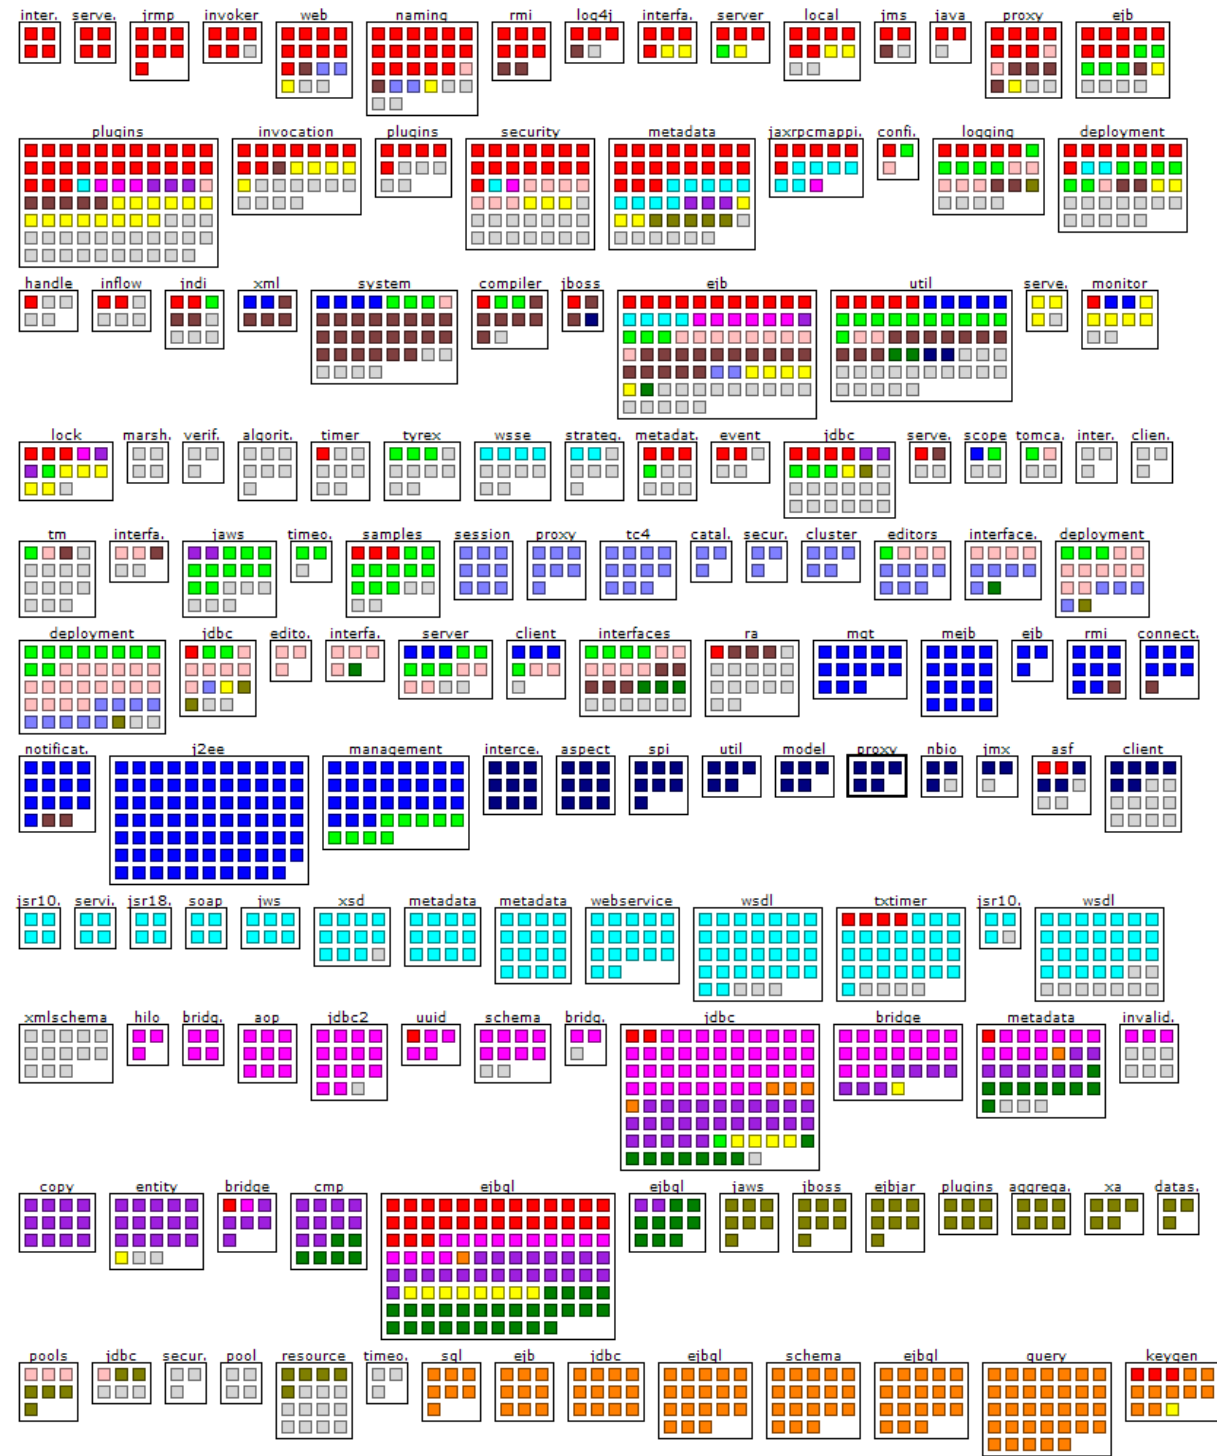 inter. serve. jrmp invoker web naming rmi log4j interfa. server local jms java proxy ejb
plugins invocation plugins security metadata jaxrpcmappi. confi. logging deployment
handle inflow jndi xml system compiler jboss ejb util serve. monitor
lock marsh. verif. algorit. timer tyrex wsse strateg. metadat. event jdbc serve. scope tomca. inter. clien.
tm interfa. jaws timeo. samples session proxy tc4 catal. secur. cluster editors interface. deployment
deployment jdbc edito. interfa. server client interfaces ra mgt mejb ejb rmi connect.
notificat. j2ee management interce. aspect spi util model proxy nbio jmx asf client
jsr10. servi. jsr18. soap jws xsd metadata metadata webservice wsdl txtimer jsr10. wsdl
xmlschema hilo bridg. aop jdbc2 uuid schema bridg. jdbc bridge metadata invalid.
copy entity bridge cmp ejbql ejbql jaws jboss ejbjar plugins aggrega. xa datas.
pools jdbc secur. pool resource timeo. sql ejb jdbc ejbql schema ejbql query keygen